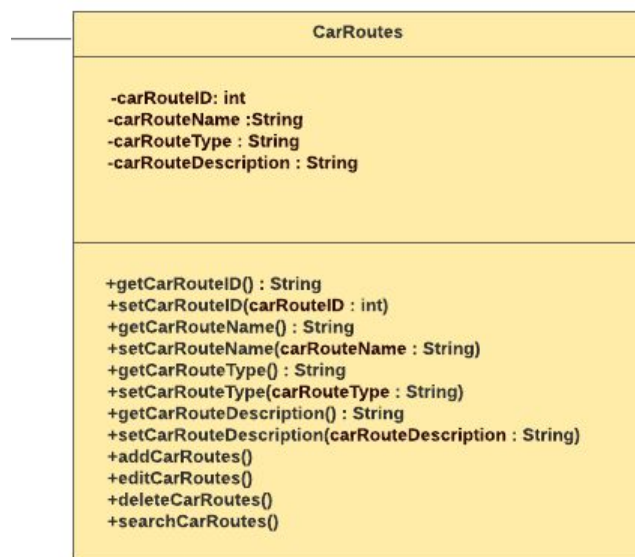 CarRoutes
-carRouteID: int
-carRouteName :String
-carRouteType : String
-carRouteDescription : String
+getCarRouteID() : String
+setCarRouteID(carRouteID : int)
+getCarRouteName() : String
+setCarRouteName(carRouteName : String)
+getCarRouteType() : String
+setCarRouteType(carRouteType : String)
+getCarRouteDescription() : String
+setCarRouteDescription(carRouteDescription : String)
+addCarRoutes()
+editCarRoutes()
+deleteCarRoutes()
+searchCarRoutes()